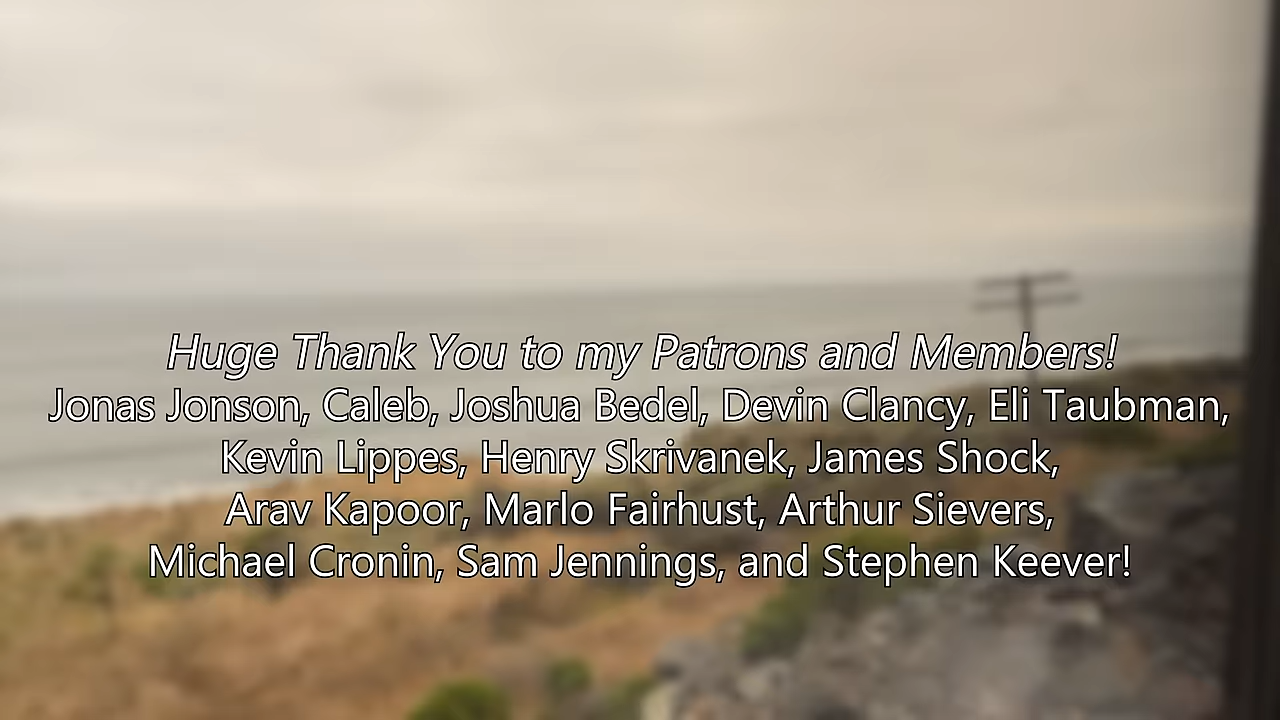 Huge Thank You to my Patrons and Members!
Jonas Jonson, Caleb, Joshua Bedel, Devin Clancy, Eli Taubman,
Kevin Lippes, Henry Skrivanek, James Shock,
Arav Kapoor, Marlo Fairhust, Arthur Sievers,
Michael Cronin, Sam Jennings, and Stephen Keever!